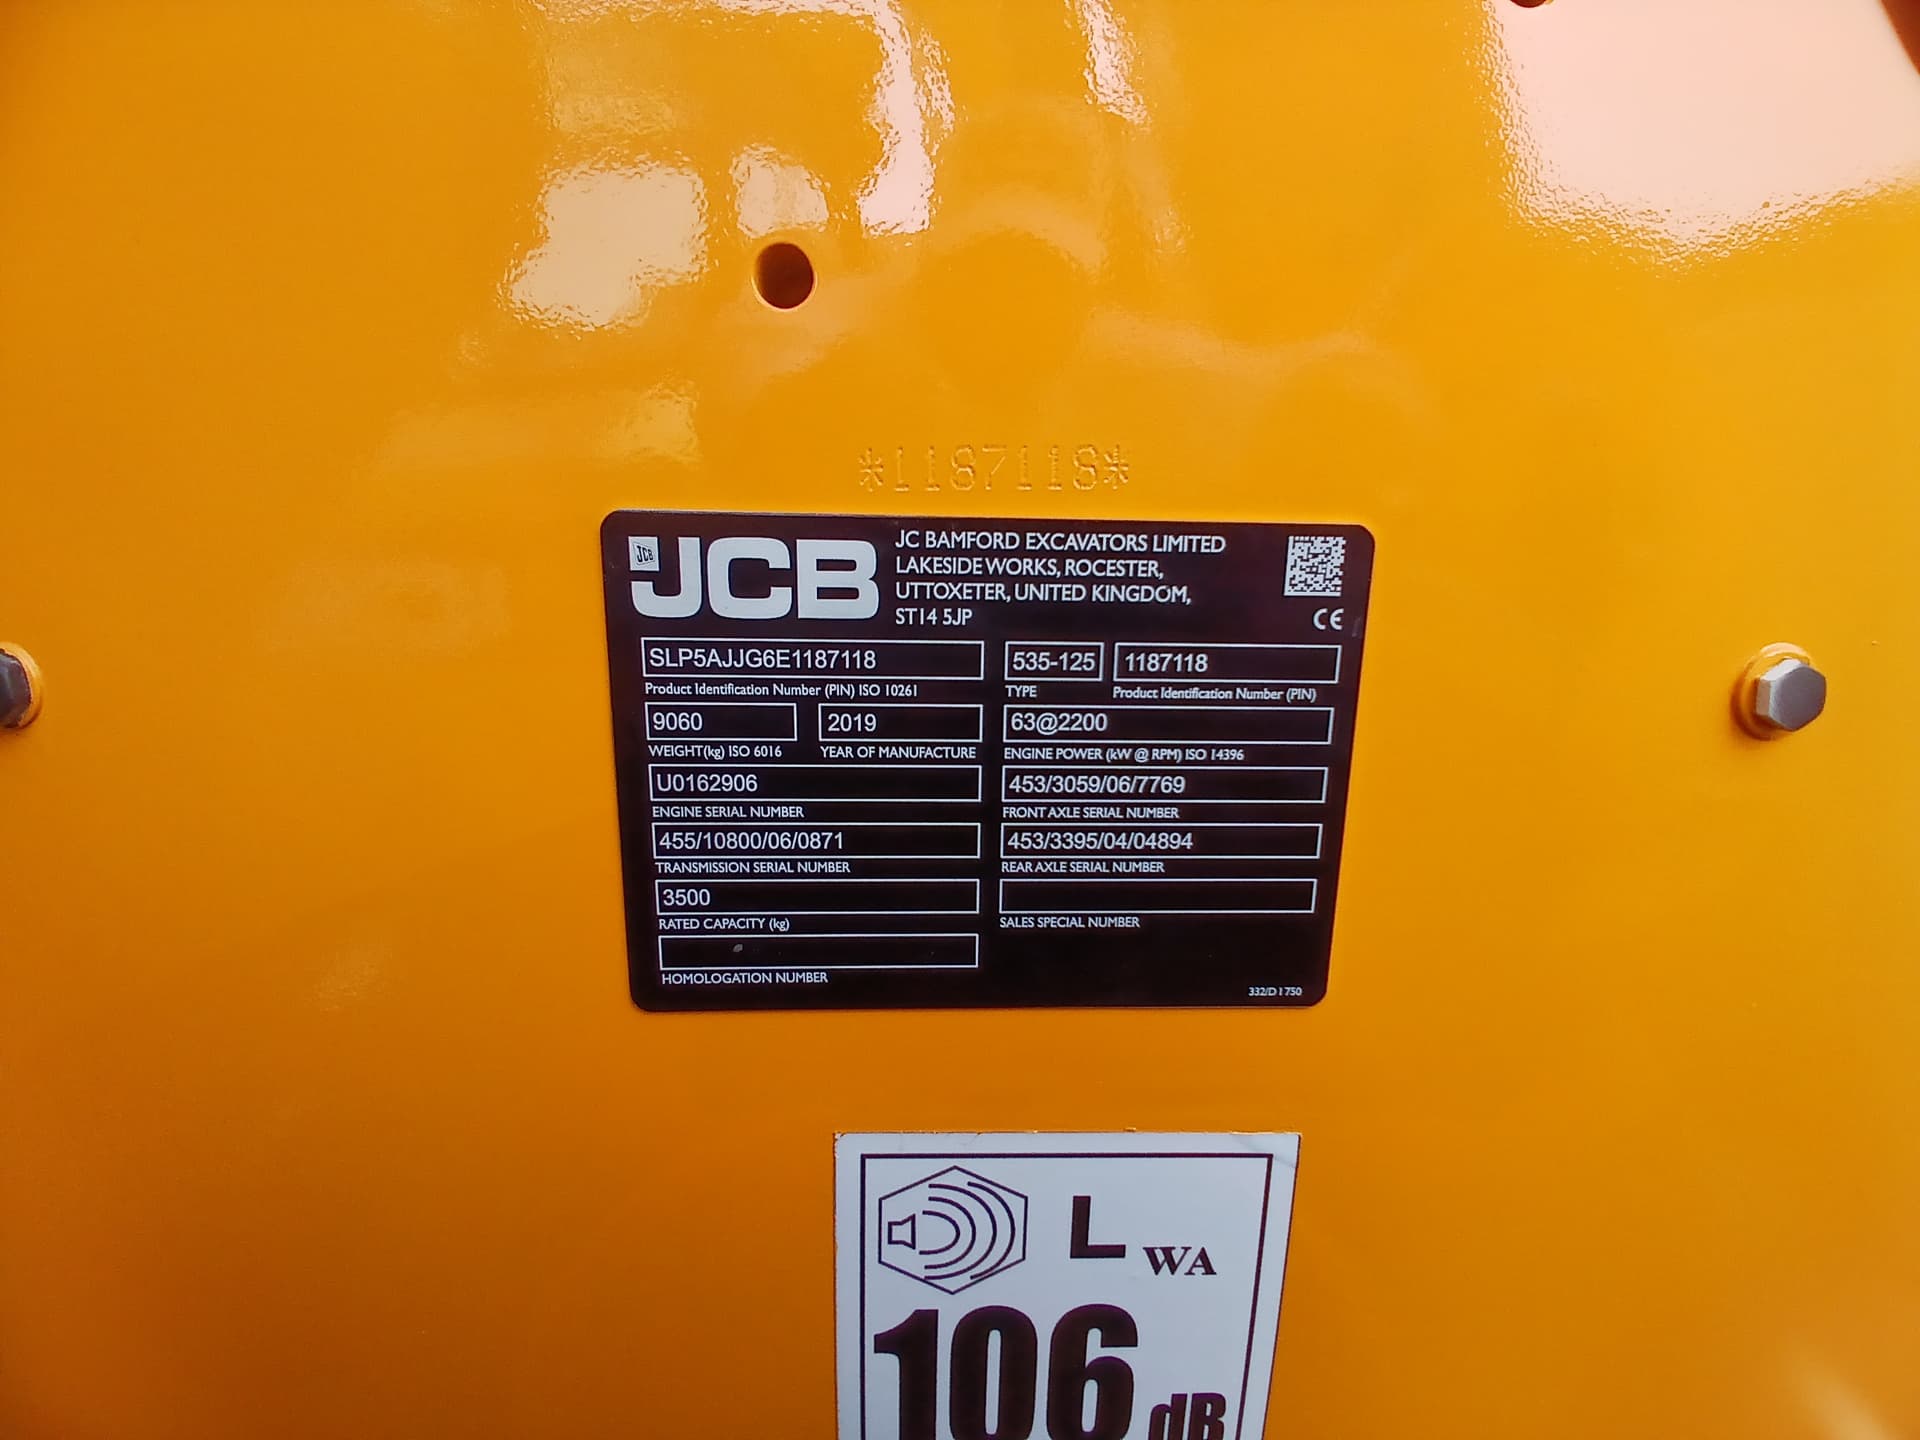 *1187118*
JCB
JCB
JC BAMFORD EXCAVATORS LIMITED
LAKESIDE WORKS, ROCESTER,
UTTOXETER, UNITED KINGDOM,
ST14 5JP
CE
SLP5AJJG6E1187118
Product Identification Number (PIN) ISO 10261
535-125
TYPE
1187118
Product Identification Number (PIN)
9060
WEIGHT(kg) ISO 6016
2019
YEAR OF MANUFACTURE
63@2200
ENGINE POWER (kW @ RPM) ISO 14396
U0162906
ENGINE SERIAL NUMBER
453/3059/06/7769
FRONT AXLE SERIAL NUMBER
455/10800/06/0871
TRANSMISSION SERIAL NUMBER
453/3395/04/04894
REAR AXLE SERIAL NUMBER
3500
RATED CAPACITY (kg)
SALES SPECIAL NUMBER
HOMOLOGATION NUMBER
332/D1750
LWA
106 dB